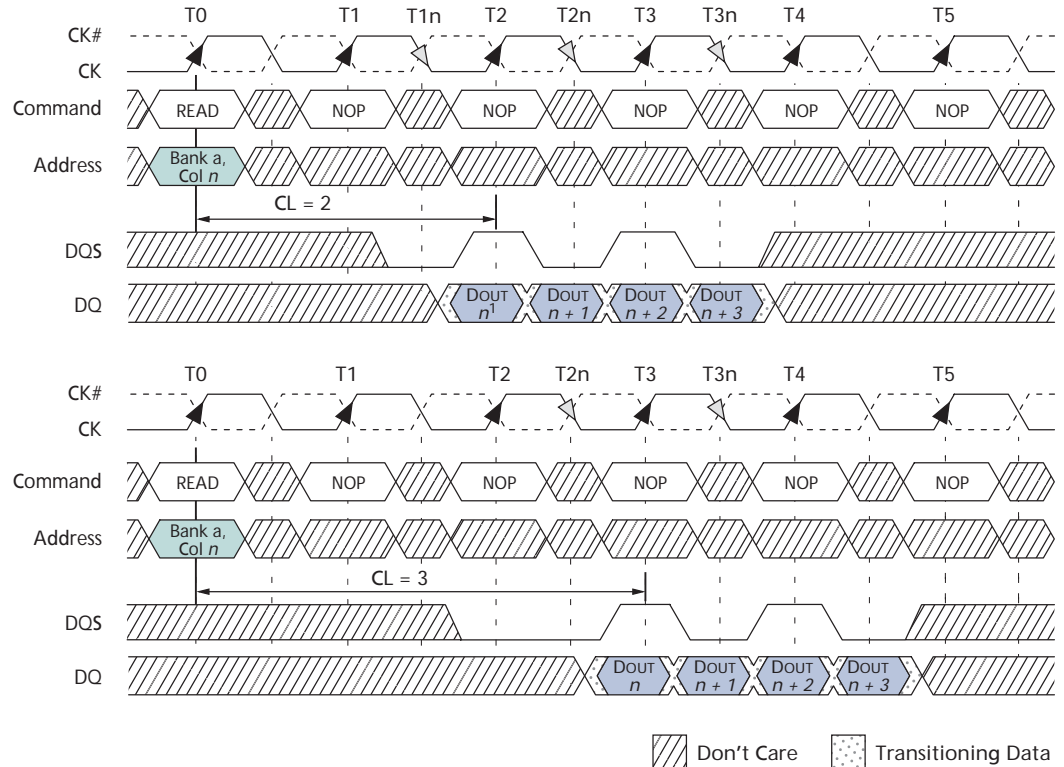 T0 T1 T1n T2 T2n T3 T3n T4 T5
CK#
CK
Command READ NOP NOP NOP NOP NOP
Address Bank a,
Col n
CL = 2
DQS
DQ DOUT DOUT DOUT DOUT
n1 n + 1 n + 2 n + 3
T0 T1 T2 T2n T3 T3n T4 T5
CK#
CK
Command READ NOP NOP NOP NOP NOP
Address Bank a,
Col n
CL = 3
DQS
DQ DOUT DOUT DOUT DOUT
n n + 1 n + 2 n + 3
Don't Care Transitioning Data